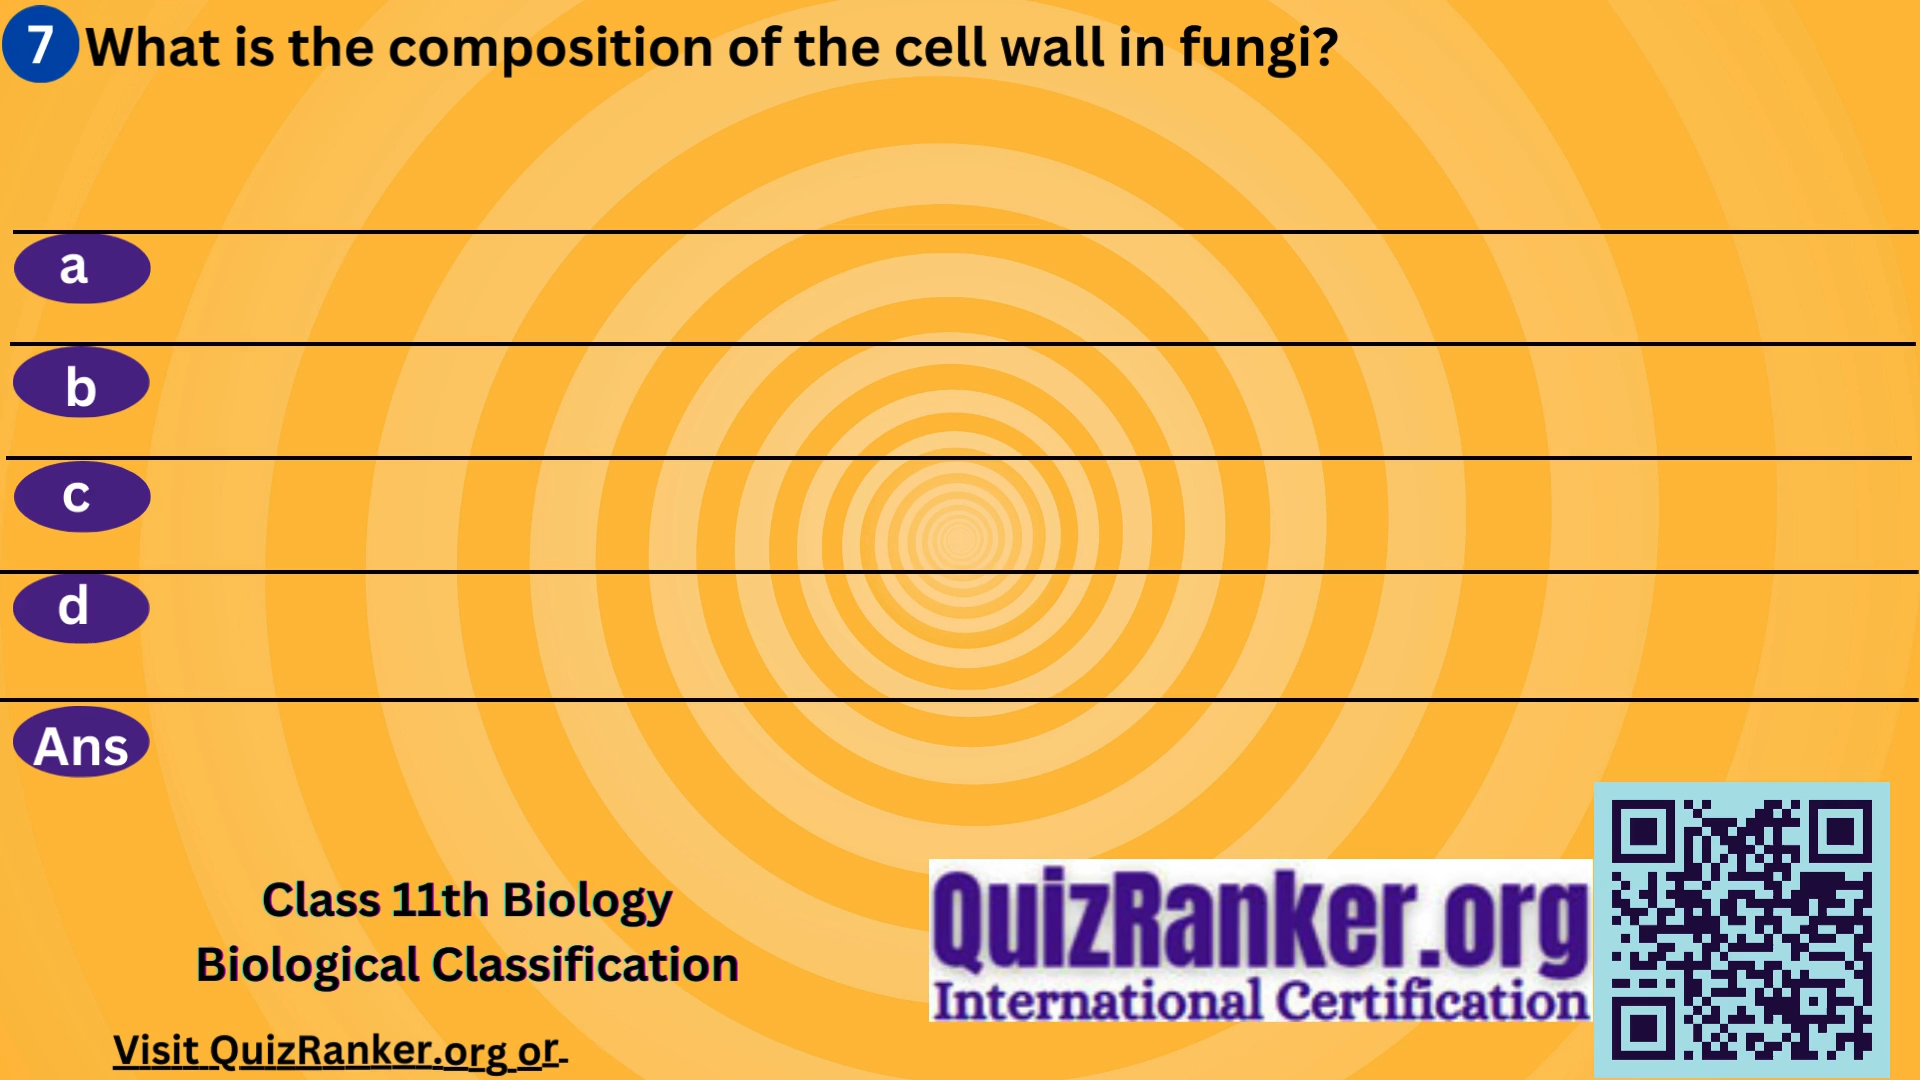 7 What is the composition of the cell wall in fungi?
a
b
c
d
Ans
Class 11th Biology
Biological Classification
QuizRanker.org
International Certification
Visit QuizRanker.org or